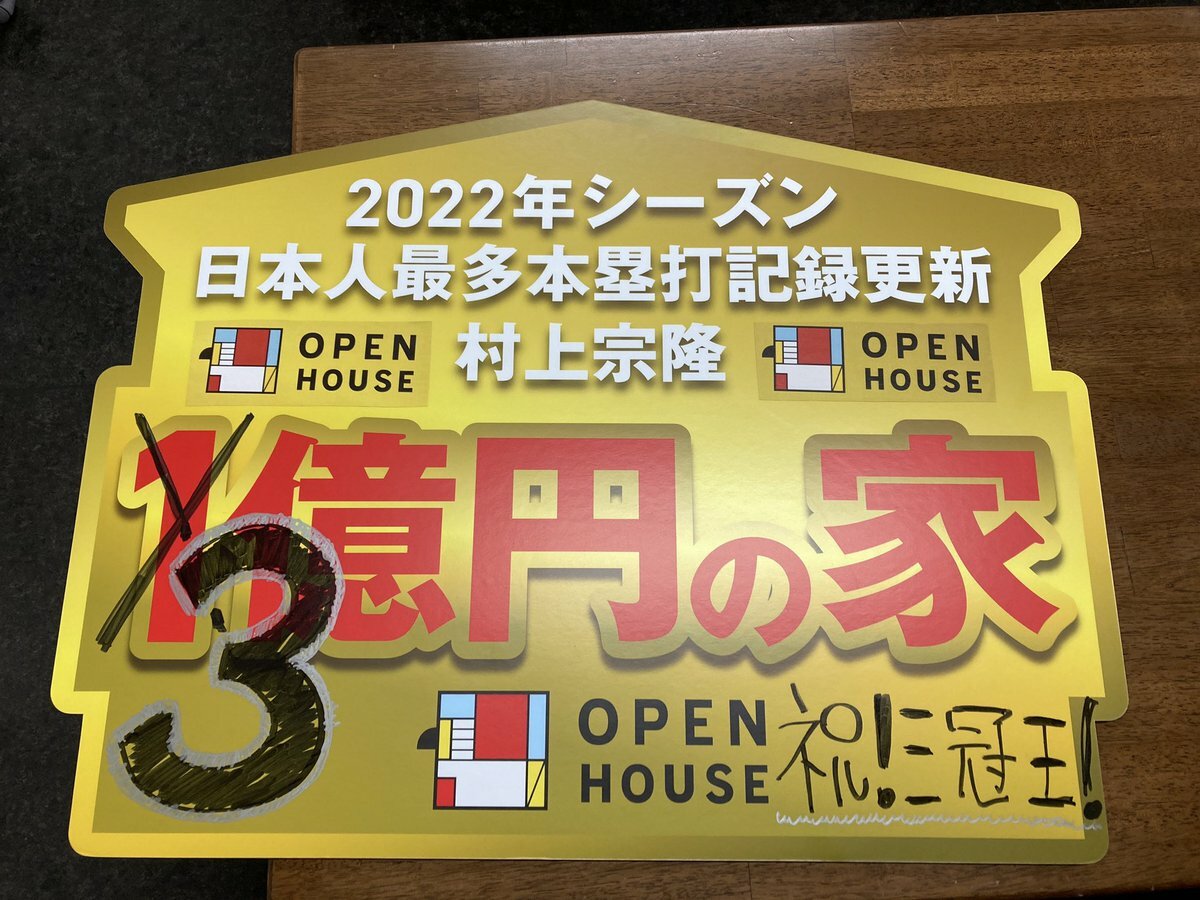 2022年シーズン
日本人最多本塁打記録更新
OPEN HOUSE
村上宗隆
OPEN HOUSE
1億円の家
3
OPEN HOUSE
祝!三冠王!